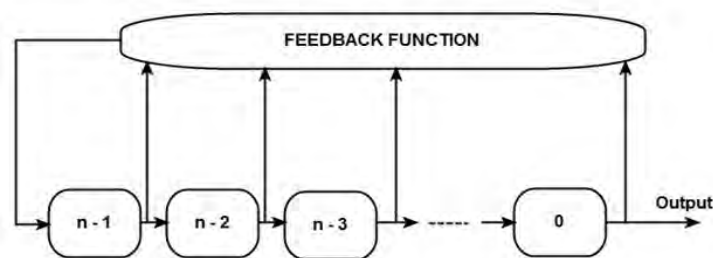 FEEDBACK FUNCTION
n - 1
n - 2
n - 3
0
Output